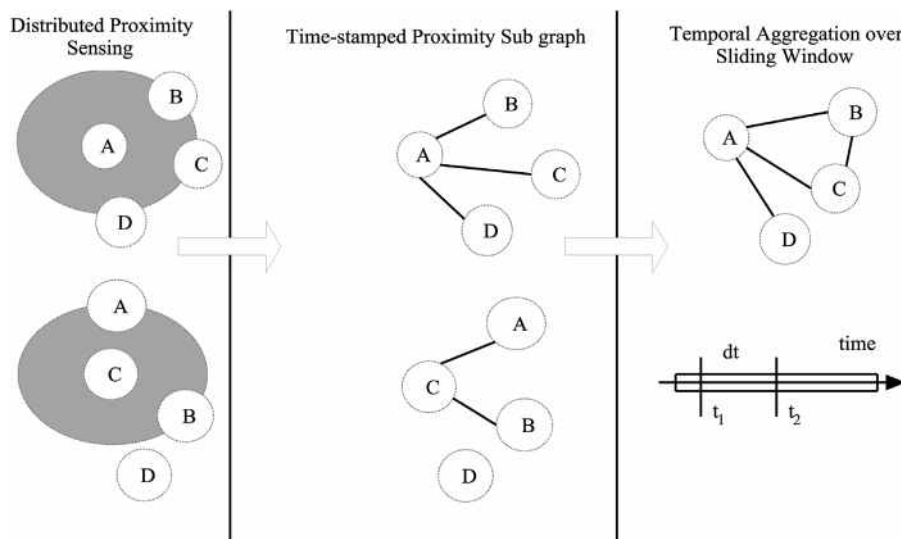 Distributed Proximity
Sensing
B
A
C
D
A
C
B
D
Time-stamped Proximity Sub graph
B
A
C
D
A
C
B
D
Temporal Aggregation over
Sliding Window
B
A
C
D
dt
time
t1
t2